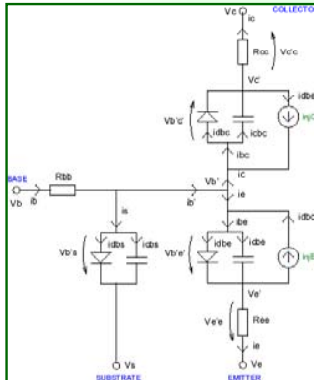 Vc
COLLECTO
ic
Rcc
Vc'c
Vc'
idbe
Vb'c'
idbc
icbc
ibc
ic
Vb'
BASE
Rbb
Vb
ib
ib'
ie
is
ibe
idbc
Vb's
idbs
icbs
Vb'e'
idbe
icbe
Ve'
Ve'e
Ree
ie
Vs
Ve
SUBSTRATE
EMITTER